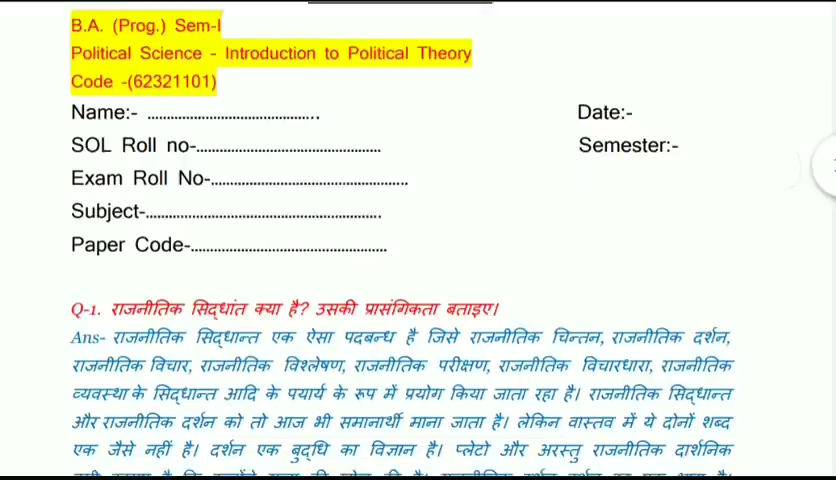 B.A. (Prog.) Sem-I
Political Science - Introduction to Political Theory
Code -(62321101)
Name:- ............................................. Date:-
SOL Roll no-................................................ Semester:-
Exam Roll No-...................................................
Subject-.............................................................
Paper Code-...................................................
Q-1. राजनीतिक सिद्धांत क्या है? उसकी प्रासंगिकता बताइए।
Ans- राजनीतिक सिद्धान्त एक ऐसा पदबन्ध है जिसे राजनीतिक चिन्तन, राजनीतिक दर्शन,
राजनीतिक विचार, राजनीतिक विश्लेषण, राजनीतिक परीक्षण, राजनीतिक विचारधारा, राजनीतिक
व्यवस्था के सिद्धान्त आदि के पयार्य के रूप में प्रयोग किया जाता रहा है। राजनीतिक सिद्धान्त
और राजनीतिक दर्शन को तो आज भी समानार्थी माना जाता है। लेकिन वास्तव में ये दोनों शब्द
एक जैसे नहीं है। दर्शन एक बुद्धि का विज्ञान है। प्लेटो और अरस्तु राजनीतिक दार्शनिक